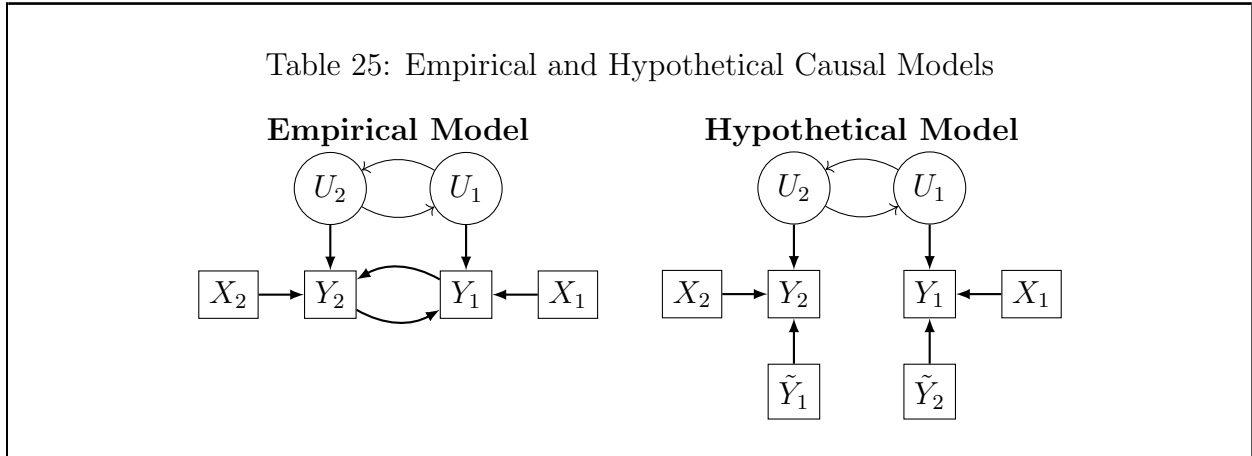 Table 25: Empirical and Hypothetical Causal Models
Empirical Model Hypothetical Model
U₂ U₁ U₂ U₁
X₂ Y₂ Y₁ X₁ X₂ Y₂ Y₁ X₁
Ỹ₁ Ỹ₂